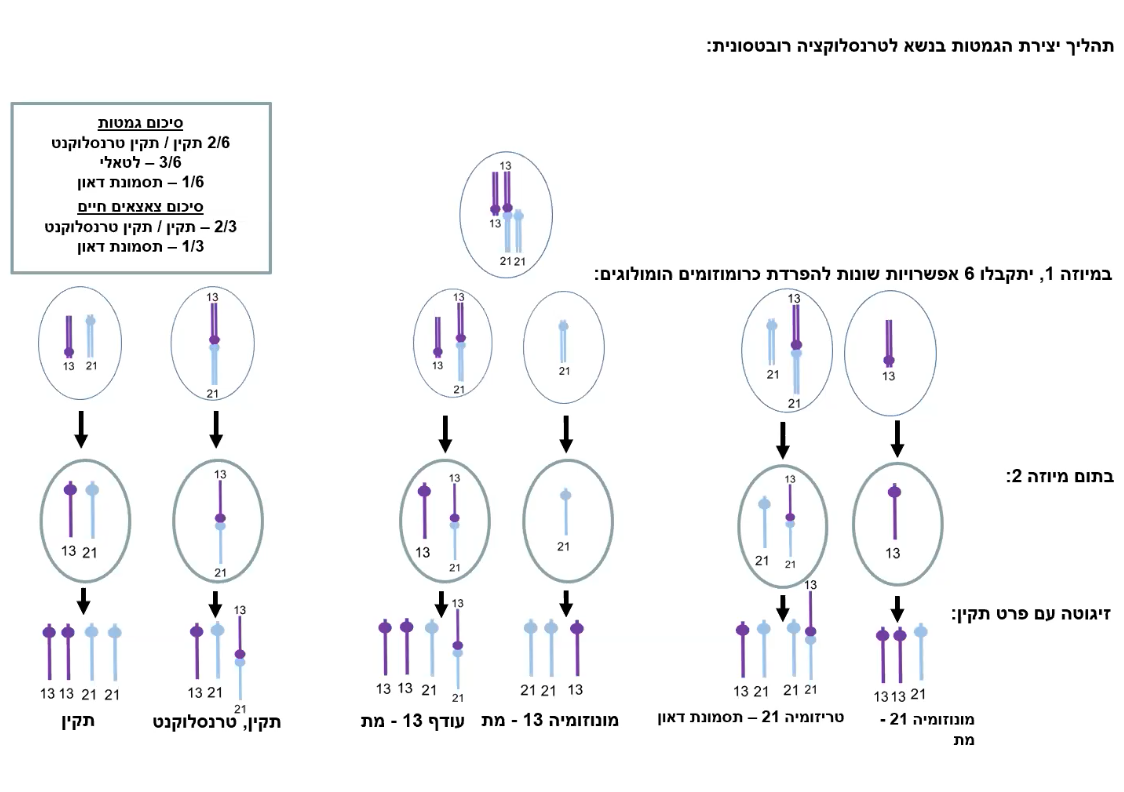 תהליך יצירת הגמטות בנשא לטרנסלוקציה רובטסונית:
סיכום גמטות
2/6 תקין / תקין טרנסלוקנט
3/6 – לטאלי
1/6 – תסמונת דאון
סיכום צאצאים חיים
2/3 – תקין / תקין טרנסלוקנט
1/3 – תסמונת דאון
13
13
21 21
במיוזה 1, יתקבלו 6 אפשרויות שונות להפרדת כרומוזומים הומולוגים:
13 21
13
21
13
13
21
21
13
21
21
13
בתום מיוזה 2:
13 21
13
21
13
13
21
21
13
21
21
13
זיגוטה עם פרט תקין:
13 13 21 21
13
13 21
21
13
13 13 21
21
21 21 13
13
13 21 21 21
13 13 21
תקין
תקין, טרנסלוקנט
עודף 13 - מת
מונוזומיה 13 - מת
טריזומיה 21 – תסמונת דאון
מונוזומיה 21 -
מת